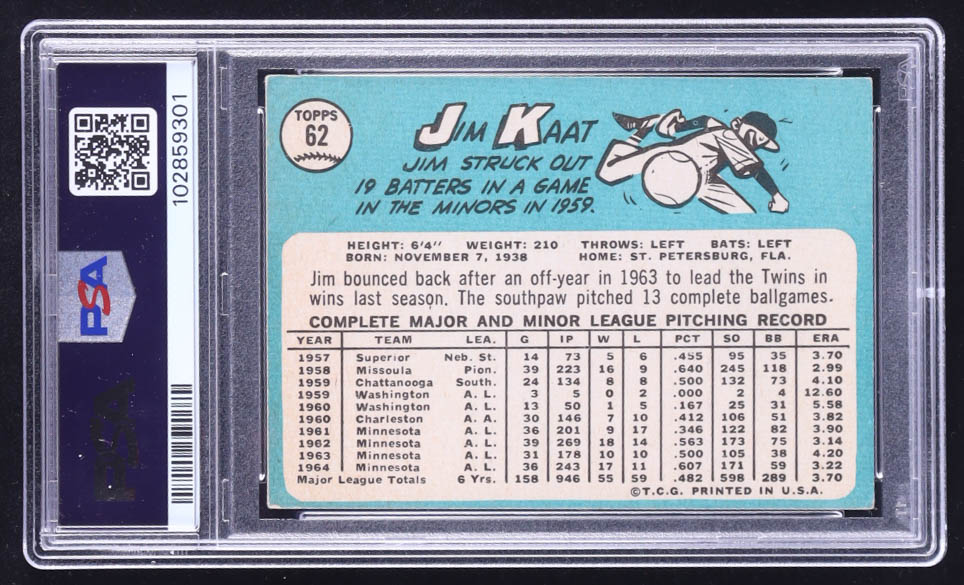 PSA
102859301
PSA
TOPPS
62
JIM KAAT
JIM STRUCK OUT
19 BATTERS IN A GAME
IN THE MINORS IN 1959.
HEIGHT: 6'4" WEIGHT: 210 THROWS: LEFT BATS: LEFT
BORN: NOVEMBER 7, 1938 HOME: ST. PETERSBURG, FLA.
Jim bounced back after an off-year in 1963 to lead the Twins in
wins last season. The southpaw pitched 13 complete ballgames.
COMPLETE MAJOR AND MINOR LEAGUE PITCHING RECORD
YEAR TEAM LEA. G IP W L PCT SO BB ERA
1957 Superior Neb. St. 14 73 5 6 .455 95 35 3.70
1958 Missoula Pion. 39 223 16 9 .640 245 118 2.99
1959 Chattanooga South. 24 134 8 8 .500 132 73 4.10
1959 Washington A. L. 3 5 0 2 .000 2 4 12.60
1960 Washington A. L. 13 50 1 5 .167 25 31 5.58
1960 Charleston A. A. 30 146 7 10 .412 106 51 3.82
1961 Minnesota A. L. 36 201 9 17 .346 122 82 3.90
1962 Minnesota A. L. 39 269 18 14 .563 173 75 3.14
1963 Minnesota A. L. 31 178 10 10 .500 105 38 4.20
1964 Minnesota A. L. 36 243 17 11 .607 171 59 3.22
Major League Totals 6 Yrs. 158 946 55 59 .482 598 289 3.70
©T.C.G. PRINTED IN U.S.A.